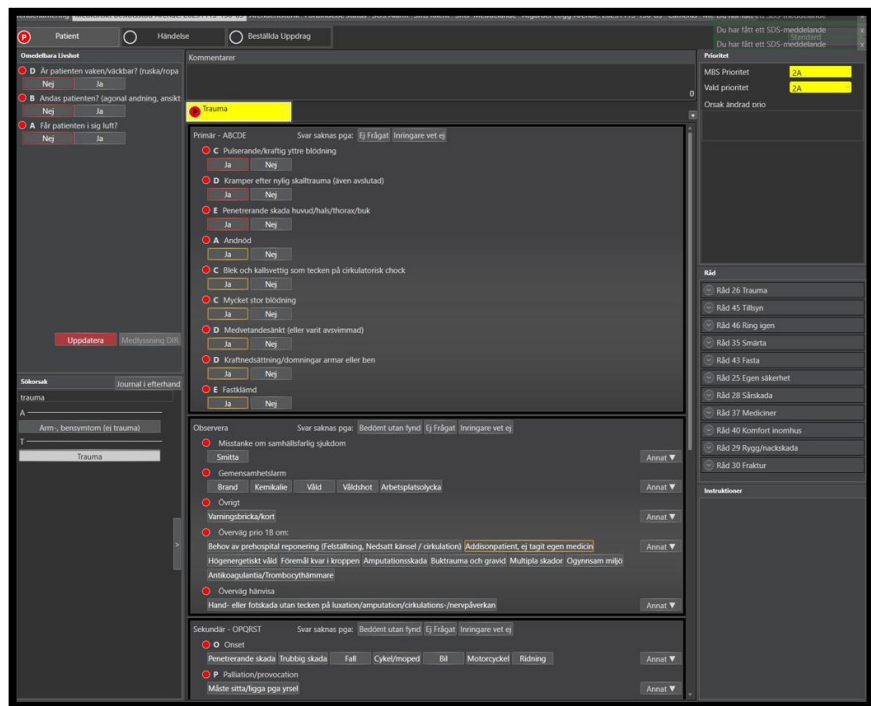 Du har fått ett SDS-meddelande
Patient
Händelse
Beställda Uppdrag
Du har fått ett SDS-meddelande
Standard
Du har fått ett SDS-meddelande
Omedelbara Livshot
D Är patienten vaken/väckbar? (ruska/ropa
Nej Ja
B Andas patienten? (agonal andning, ansikt
Nej Ja
A Får patienten i sig luft?
Nej Ja
Uppdatera Medlyssning DIR
Sökorsak Journal i efterhand
trauma
A
Arm-, bensymtom (ej trauma)
T
Trauma
Kommentarer
0
Trauma
Primär - ABCDE Svar saknas pga: Ej Frågat Inringare vet ej
C Pulserande/kraftig yttre blödning
Ja Nej
D Kramper efter nylig skalltrauma (även avslutad)
Ja Nej
E Penetrerande skada huvud/hals/thorax/buk
Ja Nej
A Andnöd
Ja Nej
C Blek och kallsvettig som tecken på cirkulatorisk chock
Ja Nej
C Mycket stor blödning
Ja Nej
D Medvetandesänkt (eller varit avsvimmad)
Ja Nej
D Kraftnedsättning/domningar armar eller ben
Ja Nej
E Fastklämd
Ja Nej
Observera Svar saknas pga: Bedömt utan fynd Ej Frågat Inringare vet ej
Misstanke om samhällsfarlig sjukdom
Smitta Annat
Gemensamhetslarm
Brand Kemikalie Våld Våldshot Arbetsplatsolycka Annat
Övrigt
Varningsbricka/kort Annat
Överväg prio 1B om:
Behov av prehospital reponering (Felställning, Nedsatt känsel / cirkulation) Addisonpatient, ej tagit egen medicin Annat
Högenergetiskt våld Föremål kvar i kroppen Amputationsskada Buktrauma och gravid Multipla skador Ogynnsam miljö
Antikoagulantia/Trombocythämmare
Överväg hänvisa
Hand- eller fotskada utan tecken på luxation/amputation/cirkulations-/nervpåverkan Annat
Sekundär - OPQRST Svar saknas pga: Bedömt utan fynd Ej Frågat Inringare vet ej
O Onset
Penetrerande skada Trubbig skada Fall Cykel/moped Bil Motorcykel Ridning Annat
P Palliation/provocation
Måste sitta/ligga pga yrsel Annat
Prioritet
MBS Prioritet 2A
Vald prioritet 2A
Orsak ändrad prio
Råd
Råd 26 Trauma
Råd 45 Tillsyn
Råd 46 Ring igen
Råd 35 Smärta
Råd 43 Fasta
Råd 25 Egen säkerhet
Råd 28 Sårskada
Råd 37 Mediciner
Råd 40 Komfort inomhus
Råd 29 Rygg/nackskada
Råd 30 Fraktur
Instruktioner